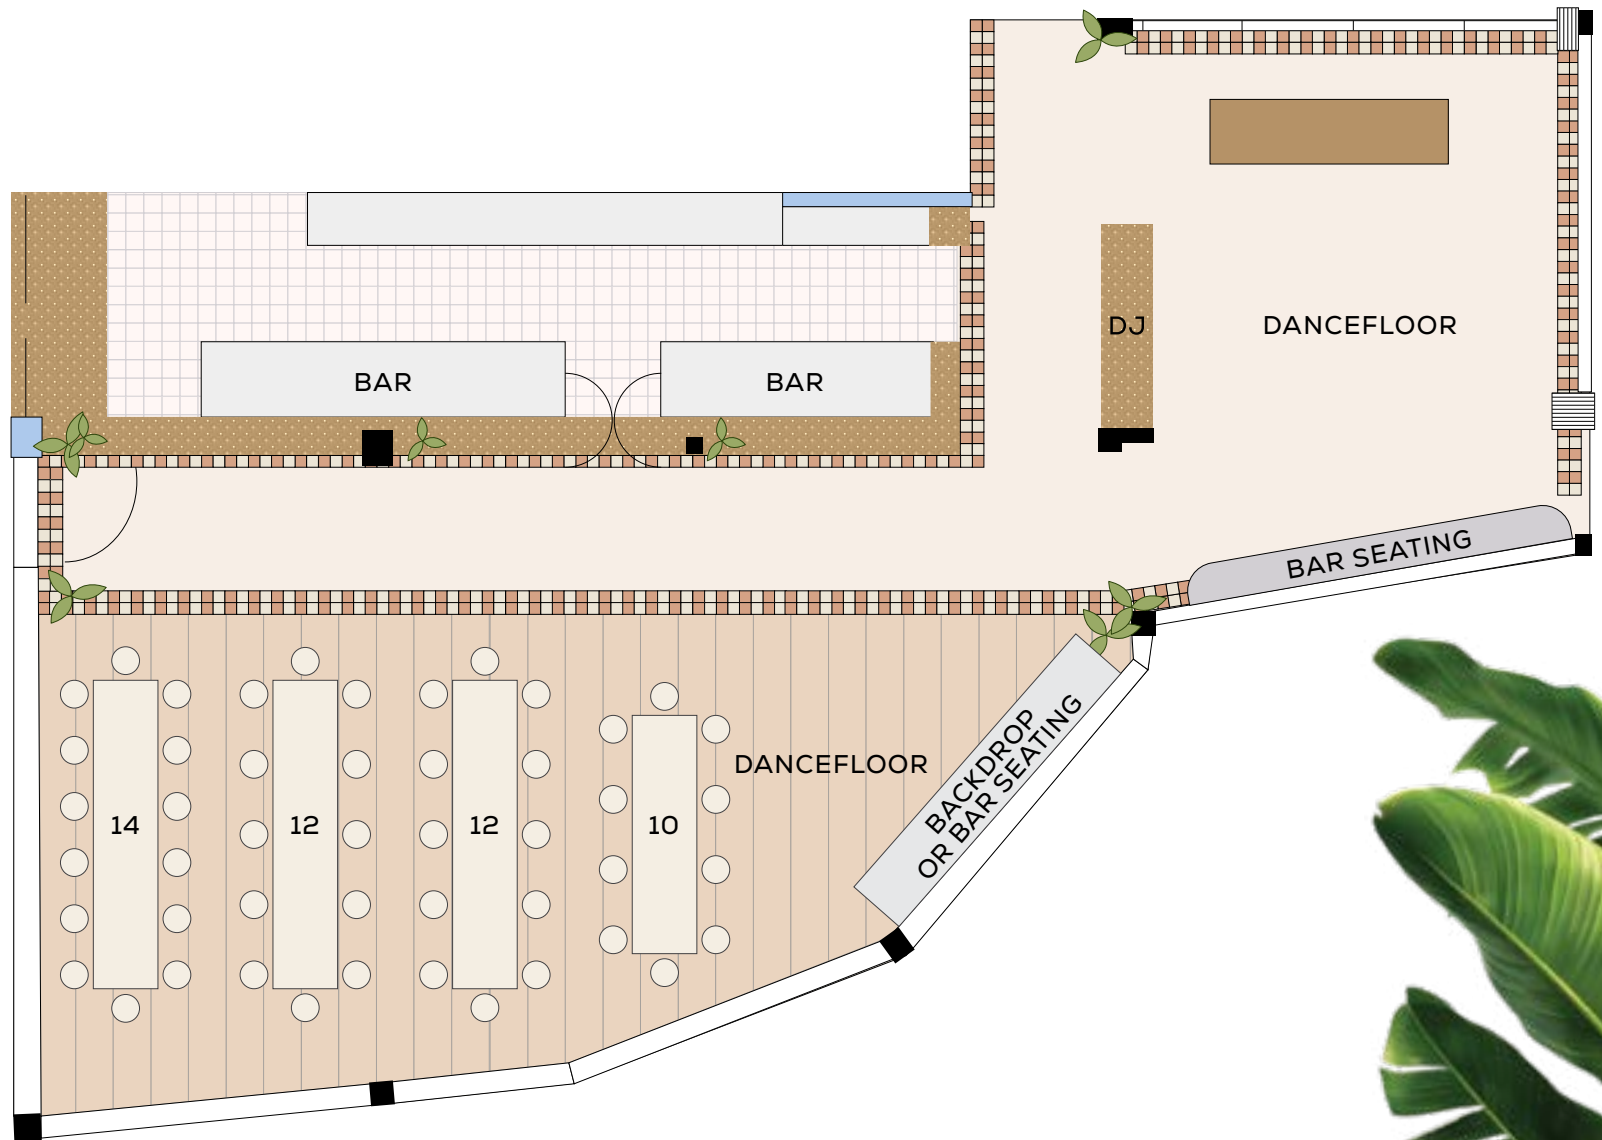 DJ
DANCEFLOOR
BAR
BAR
BAR SEATING
DANCEFLOOR
BACKDROP
OR BAR SEATING
14
12
12
10